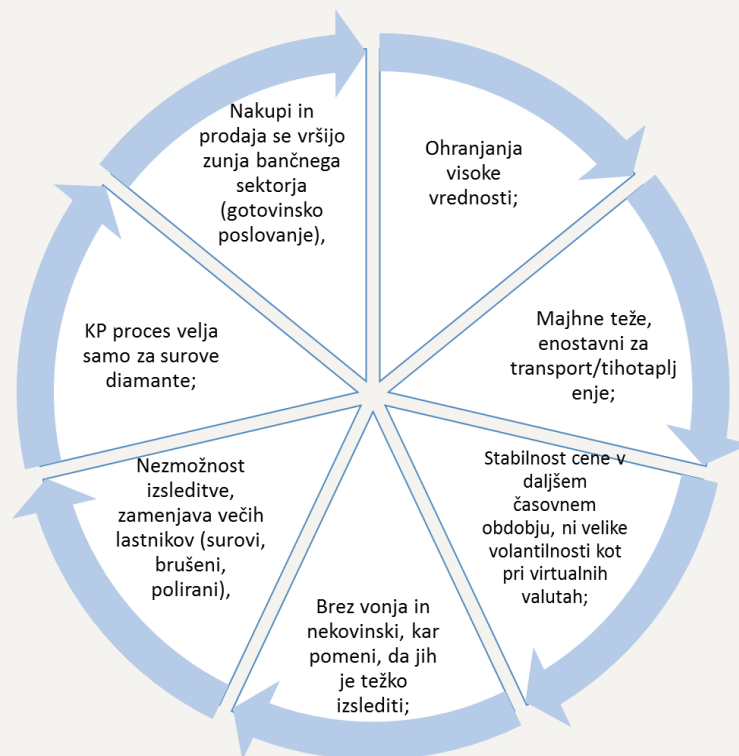 Ohranjanja
visoke
vrednosti;
Majhne teže,
enostavni za
transport/tihotaplj
enje;
Stabilnost cene v
daljšem
časovnem
obdobju, ni velike
volantilnosti kot
pri virtualnih
valutah;
Brez vonja in
nekovinski, kar
pomeni, da jih
je težko
izslediti;
Nezmožnost
izsleditve,
zamenjava večih
lastnikov (surovi,
brušeni,
polirani),
KP proces velja
samo za surove
diamante;
Nakupi in
prodaja se vršijo
zunja bančnega
sektorja
(gotovinsko
poslovanje),